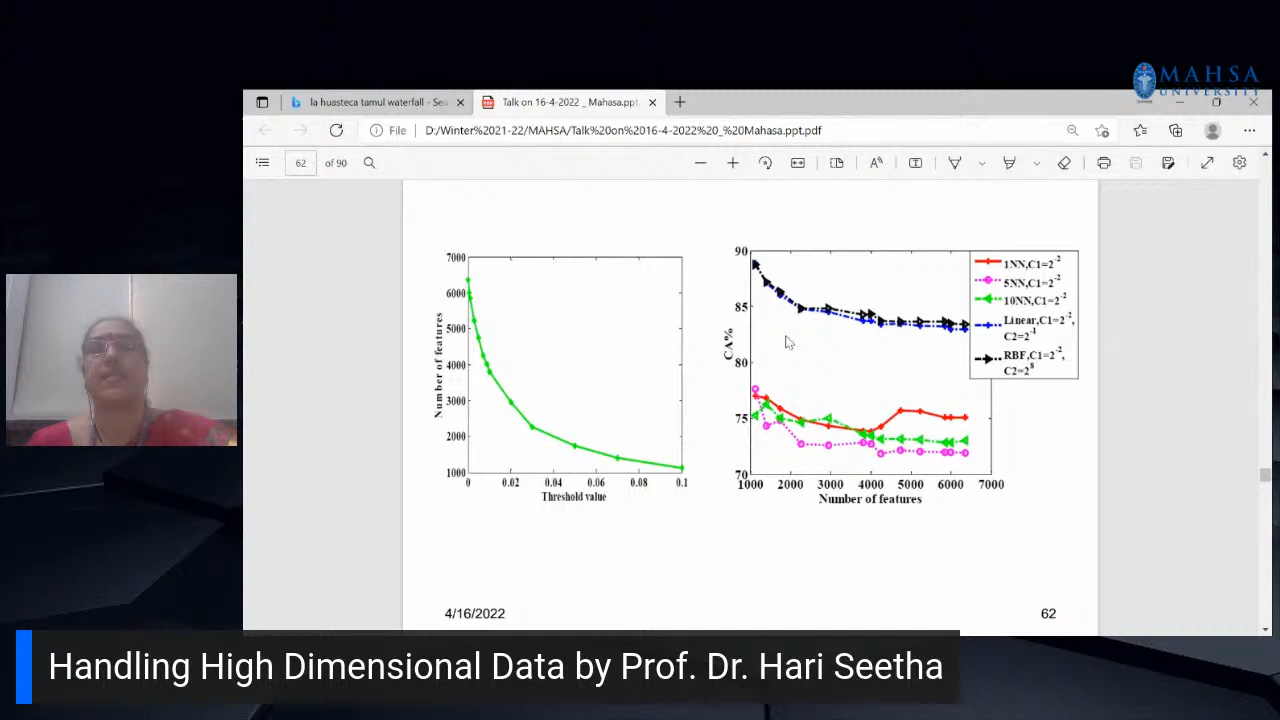 MAHSA
UNIVERSITY
la huasteca tamul waterfall - Sea
Talk on 16-4-2022 _ Mahasa.ppt.
File
D:/Winter%2021-22/MAHSA/Talk%20on%2016-4-2022%20_%20Mahasa.ppt.pdf
62 of 90
7000
6000
5000
4000
3000
2000
1000
Number of features
0 0.02 0.04 0.06 0.08 0.1
Threshold value
90
85
80
75
70
CA%
1000 2000 3000 4000 5000 6000 7000
Number of features
1NN,C1=2⁻²
5NN,C1=2⁻²
10NN,C1=2⁻²
Linear,C1=2⁻²,
C2=2⁻¹
RBF,C1=2⁻²,
C2=2⁸
4/16/2022
62
Handling High Dimensional Data by Prof. Dr. Hari Seetha